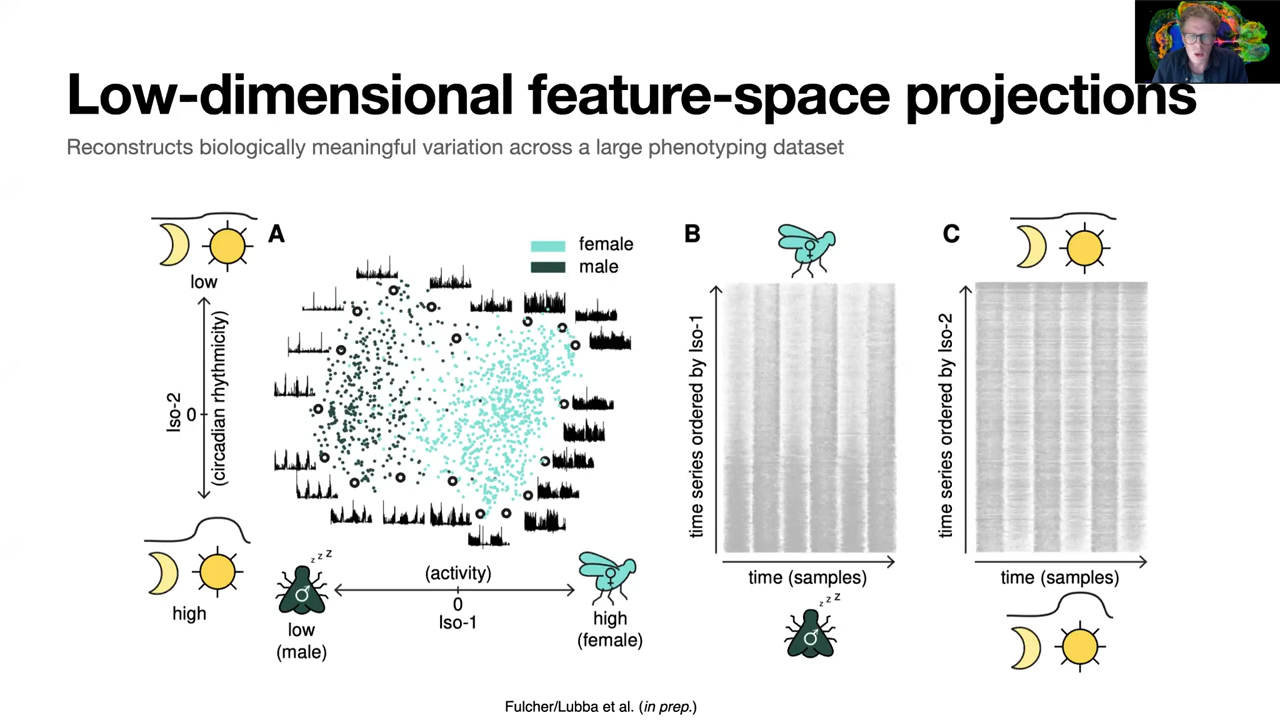 Low-dimensional feature-space projections
Reconstructs biologically meaningful variation across a large phenotyping dataset
A
female
male
low
Iso-2
0
(circadian rhythmicity)
high
z z z
low
(male)
(activity)
0
Iso-1
high
(female)
B
time series ordered by Iso-1
time (samples)
z z z
C
time series ordered by Iso-2
time (samples)
Fulcher/Lubba et al. (in prep.)